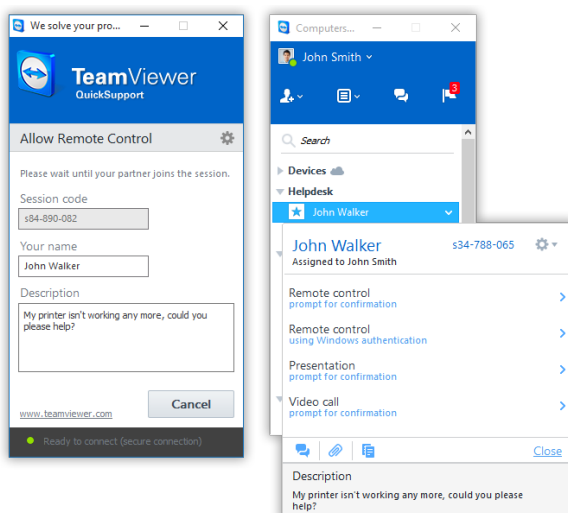 We solve your pro...
TeamViewer
QuickSupport
Allow Remote Control
Please wait until your partner joins the session.
Session code
s84-890-082
Your name
John Walker
Description
My printer isn't working any more, could you
please help?
www.teamviewer.com
Cancel
Ready to connect (secure connection)
Computers...
John Smith
3
Search
Devices
Helpdesk
John Walker
John Walker
s34-788-065
Assigned to John Smith
Remote control
prompt for confirmation
Remote control
using Windows authentication
Presentation
prompt for confirmation
Video call
prompt for confirmation
Close
Description
My printer isn't working any more, could you please
help?